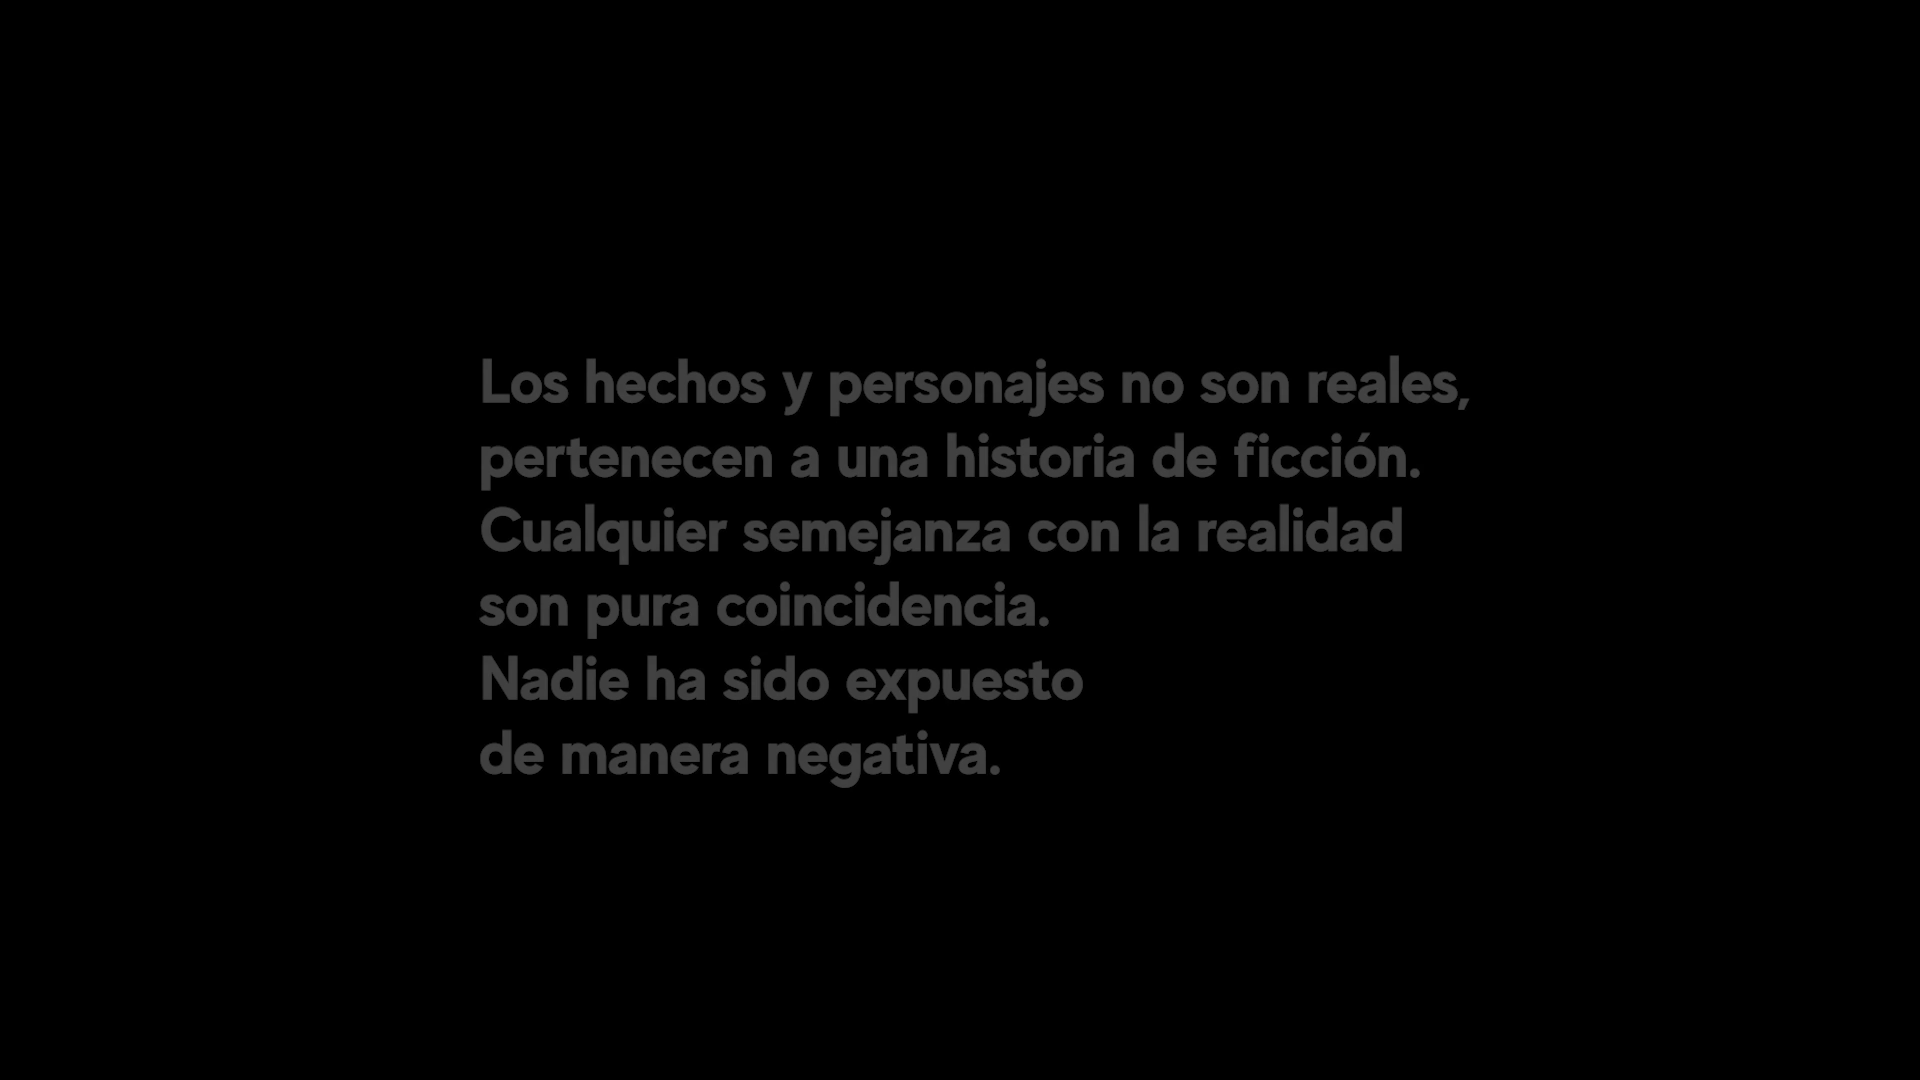 Los hechos y personajes no son reales,
pertenecen a una historia de ficción.
Cualquier semejanza con la realidad
son pura coincidencia.
Nadie ha sido expuesto
de manera negativa.